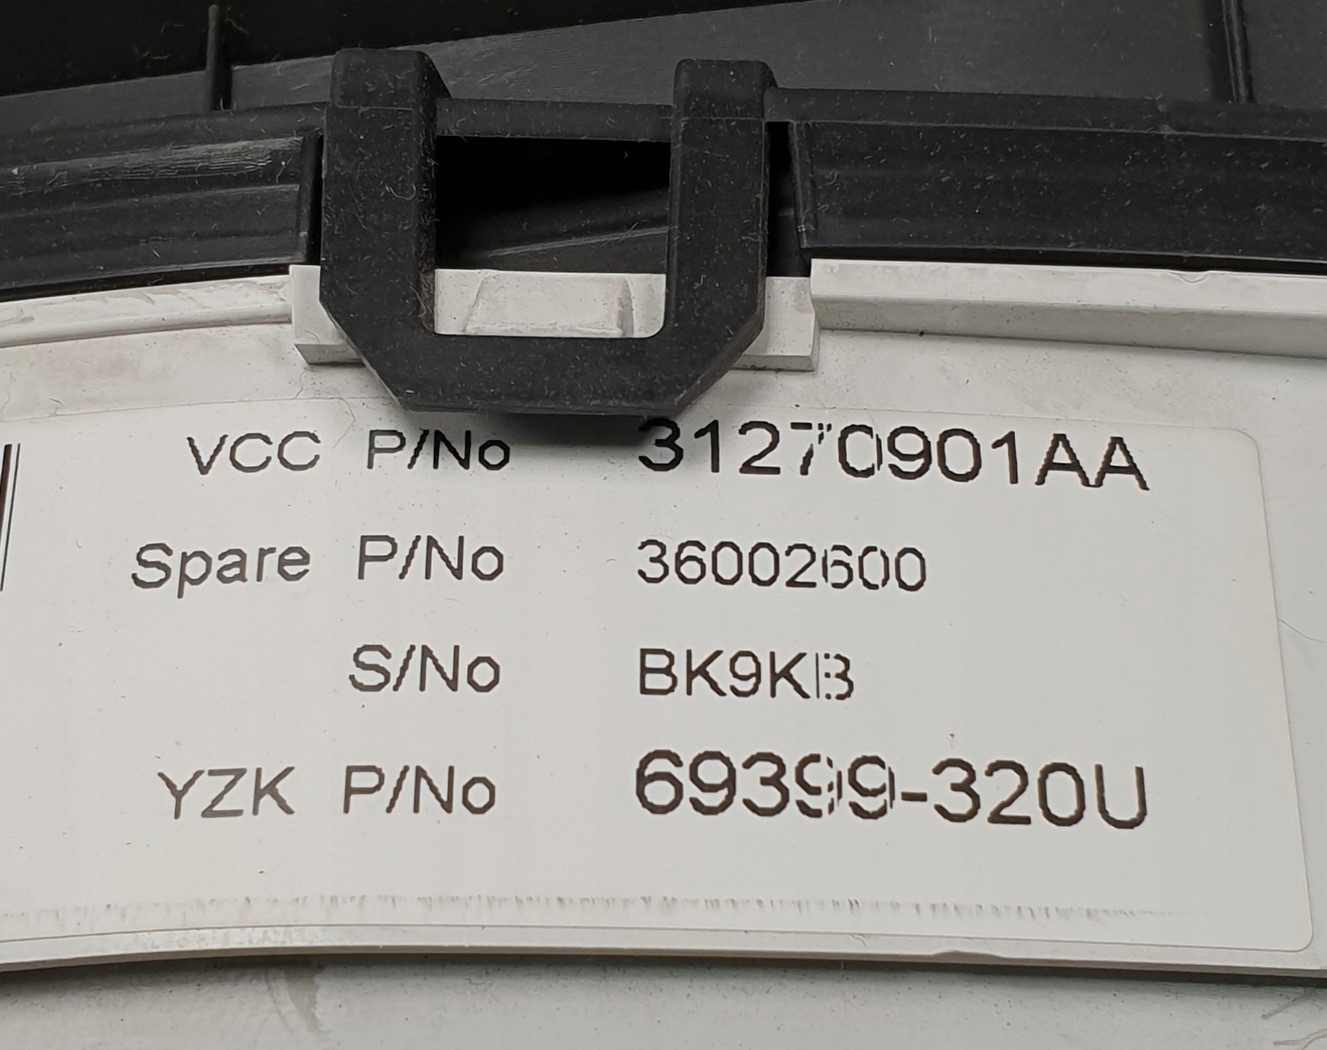 VCC P/No 31270901AA
Spare P/No 36002600
S/No BK9KB
YZK P/No 69399-320U